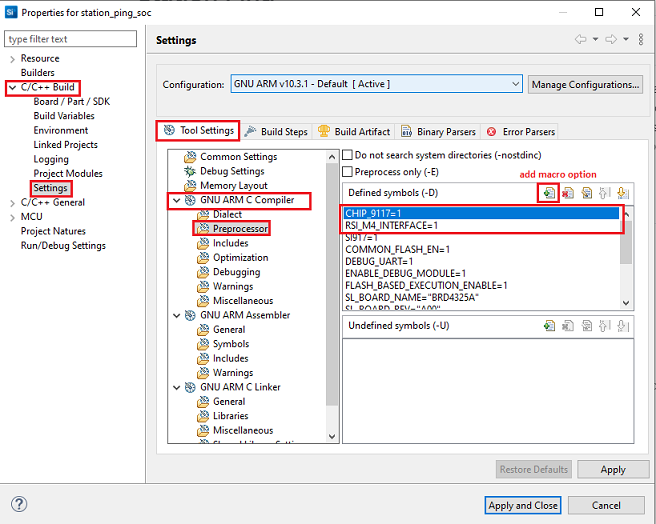 Si
Properties for station_ping_soc
type filter text
Resource
Builders
C/C++ Build
Board / Part / SDK
Build Variables
Environment
Linked Projects
Logging
Project Modules
Settings
C/C++ General
MCU
Project Natures
Run/Debug Settings
Settings
Configuration:
GNU ARM v10.3.1 - Default [ Active ]
Manage Configurations...
Tool Settings
Build Steps
Build Artifact
Binary Parsers
Error Parsers
Common Settings
Debug Settings
Memory Layout
GNU ARM C Compiler
Dialect
Preprocessor
Includes
Optimization
Debugging
Warnings
Miscellaneous
GNU ARM Assembler
General
Symbols
Includes
Warnings
GNU ARM C Linker
General
Libraries
Miscellaneous
Do not search system directories (-nostdinc)
Preprocess only (-E)
add macro option
Defined symbols (-D)
CHIP_9117=1
RSI_M4_INTERFACE=1
SI917=1
COMMON_FLASH_EN=1
DEBUG_UART=1
ENABLE_DEBUG_MODULE=1
FLASH_BASED_EXECUTION_ENABLE=1
SL_BOARD_NAME="BRD4325A"
SL_BOARD_REV="A00"
Undefined symbols (-U)
Restore Defaults
Apply
?
Apply and Close
Cancel